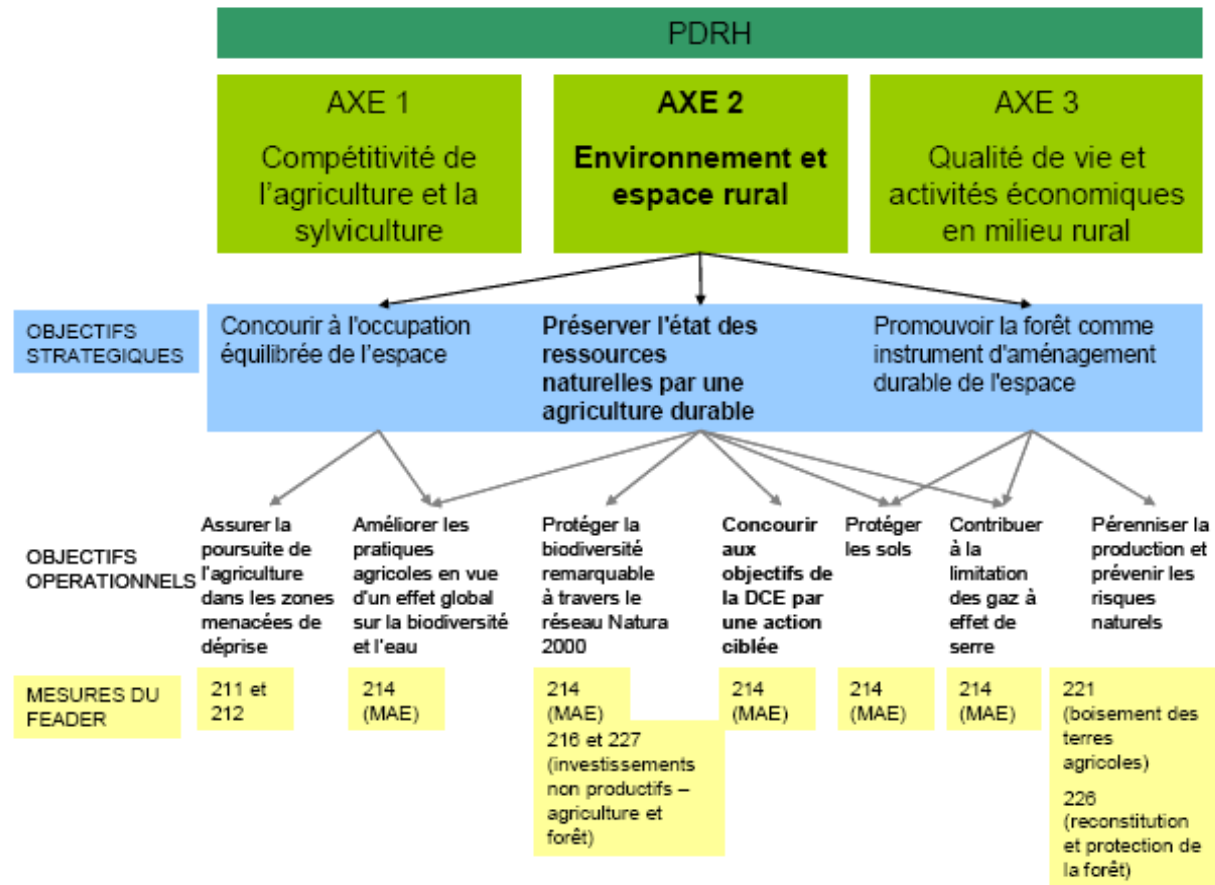 PDRH
AXE 1
Compétitivité de
l'agriculture et la
sylviculture
AXE 2
Environnement et
espace rural
AXE 3
Qualité de vie et
activités économiques
en milieu rural
OBJECTIFS
STRATEGIQUES
Concourir à l'occupation
équilibrée de l'espace
Préserver l'état des
ressources
naturelles par une
agriculture durable
Promouvoir la forêt comme
instrument d'aménagement
durable de l'espace
OBJECTIFS
OPERATIONNELS
Assurer la
poursuite de
l'agriculture
dans les zones
menacées de
déprise
Améliorer les
pratiques
agricoles en vue
d'un effet global
sur la biodiversité
et l'eau
Protéger la
biodiversité
remarquable
à travers le
réseau Natura
2000
Concourir
aux
objectifs de
la DCE par
une action
ciblée
Protéger
les sols
Contribuer
à la
limitation
des gaz à
effet de
serre
Pérenniser la
production et
prévenir les
risques
naturels
MESURES DU
FEADER
211 et
212
214
(MAE)
214
(MAE)
216 et 227
(investissements
non productifs –
agriculture et
forêt)
214
(MAE)
214
(MAE)
214
(MAE)
221
(boisement des
terres
agricoles)
226
(reconstitution
et protection de
la forêt)